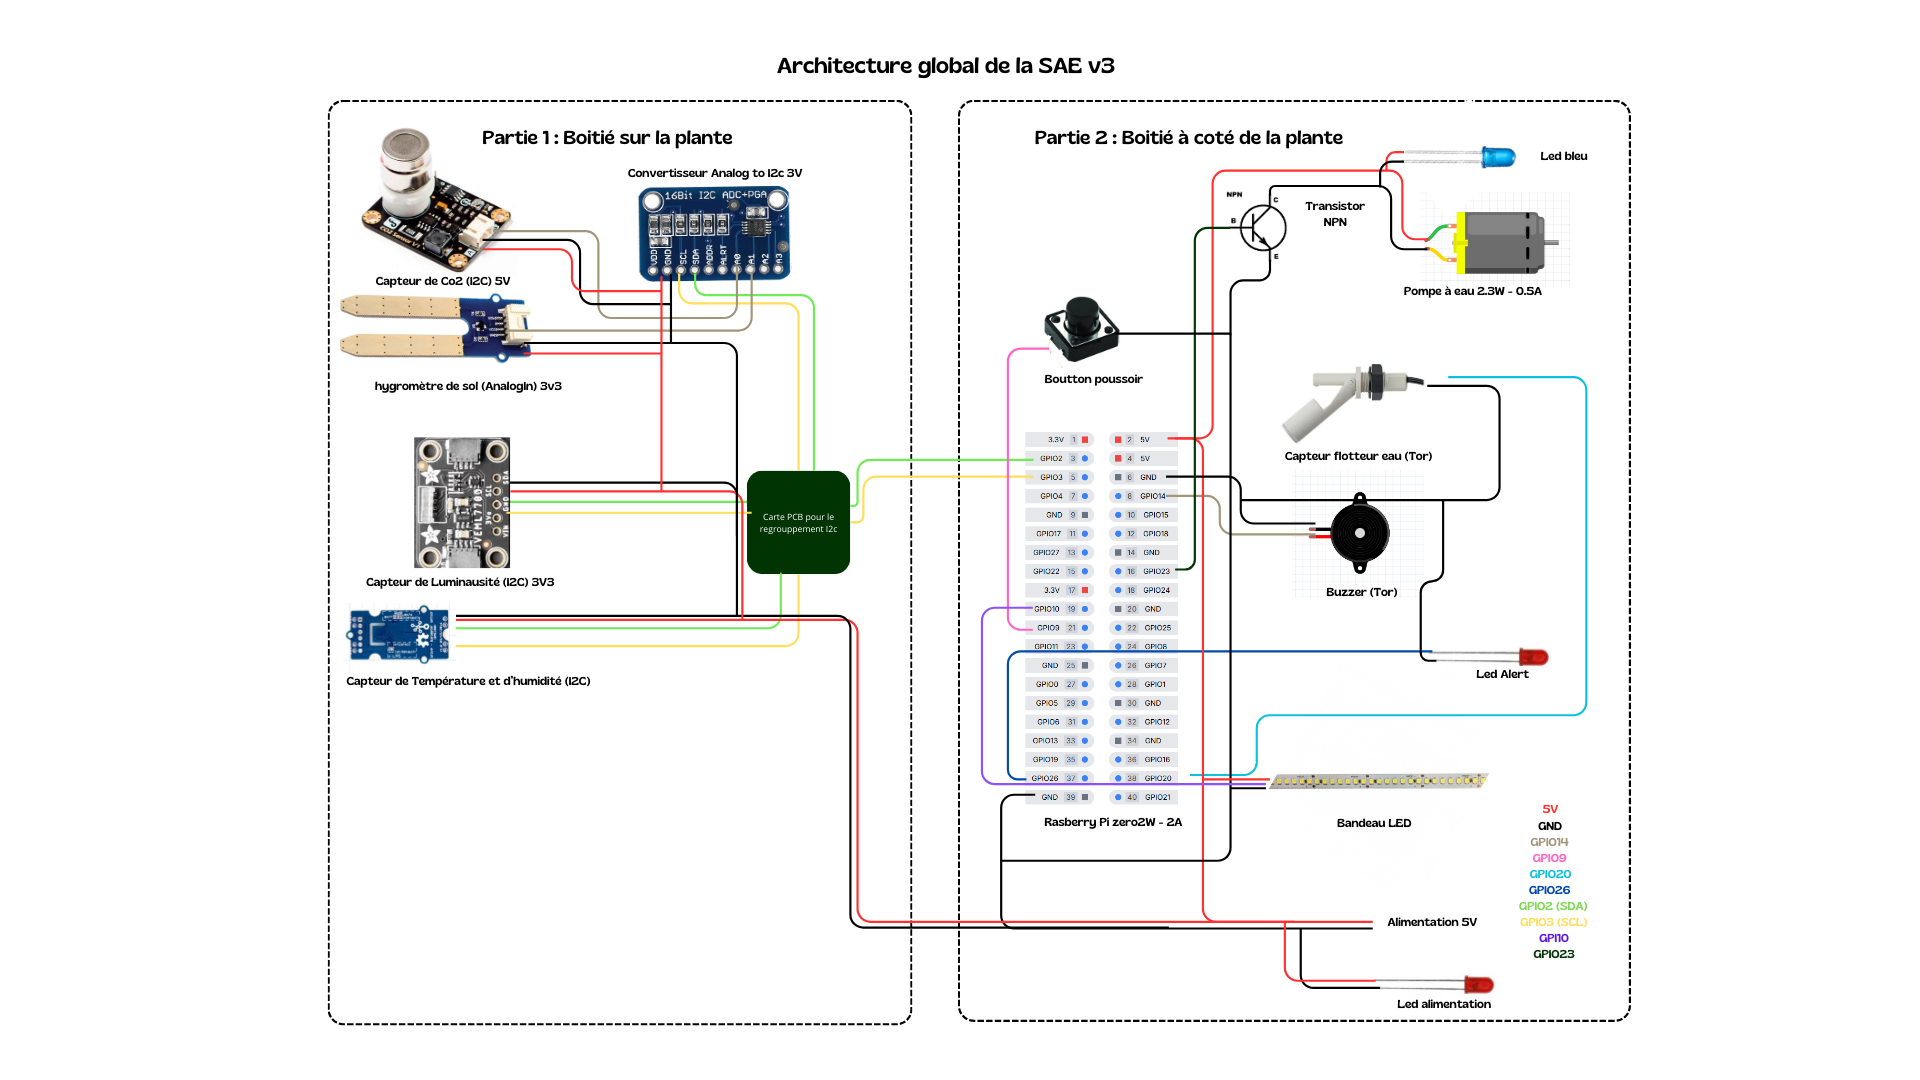 Architecture global de la SAE v3
Partie 1 : Boitié sur la plante
Convertisseur Analog to I2c 3V
16Bit I2C ADC+PGA
VDD
GND
SCL
SDA
ADDR
ALRT
A0
A1
A2
A3
Capteur de Co2 (I2C) 5V
hygromètre de sol (AnalogIn) 3v3
Capteur de Luminausité (I2C) 3V3
Carte PCB pour le
regrouppement I2c
Capteur de Température et d'humidité (I2C)
Partie 2 : Boitié à coté de la plante
Led bleu
NPN
C
B
E
Transistor
NPN
Pompe à eau 2.3W - 0.5A
Boutton poussoir
Capteur flotteur eau (Tor)
Buzzer (Tor)
Led Alert
3.3V 1 2 5V
GPIO2 3 4 5V
GPIO3 5 6 GND
GPIO4 7 8 GPIO14
GND 9 10 GPIO15
GPIO17 11 12 GPIO18
GPIO27 13 14 GND
GPIO22 15 16 GPIO23
3.3V 17 18 GPIO24
GPIO10 19 20 GND
GPIO9 21 22 GPIO25
GPIO11 23 24 GPIO8
GND 25 26 GPIO7
GPIO0 27 28 GPIO1
GPIO5 29 30 GND
GPIO6 31 32 GPIO12
GPIO13 33 34 GND
GPIO19 35 36 GPIO16
GPIO26 37 38 GPIO20
GND 39 40 GPIO21
Rasberry Pi zero2W - 2A
Bandeau LED
5V
GND
GPIO14
GPIO9
GPIO20
GPIO26
GPIO2 (SDA)
GPIO3 (SCL)
GPI10
GPIO23
Alimentation 5V
Led alimentation